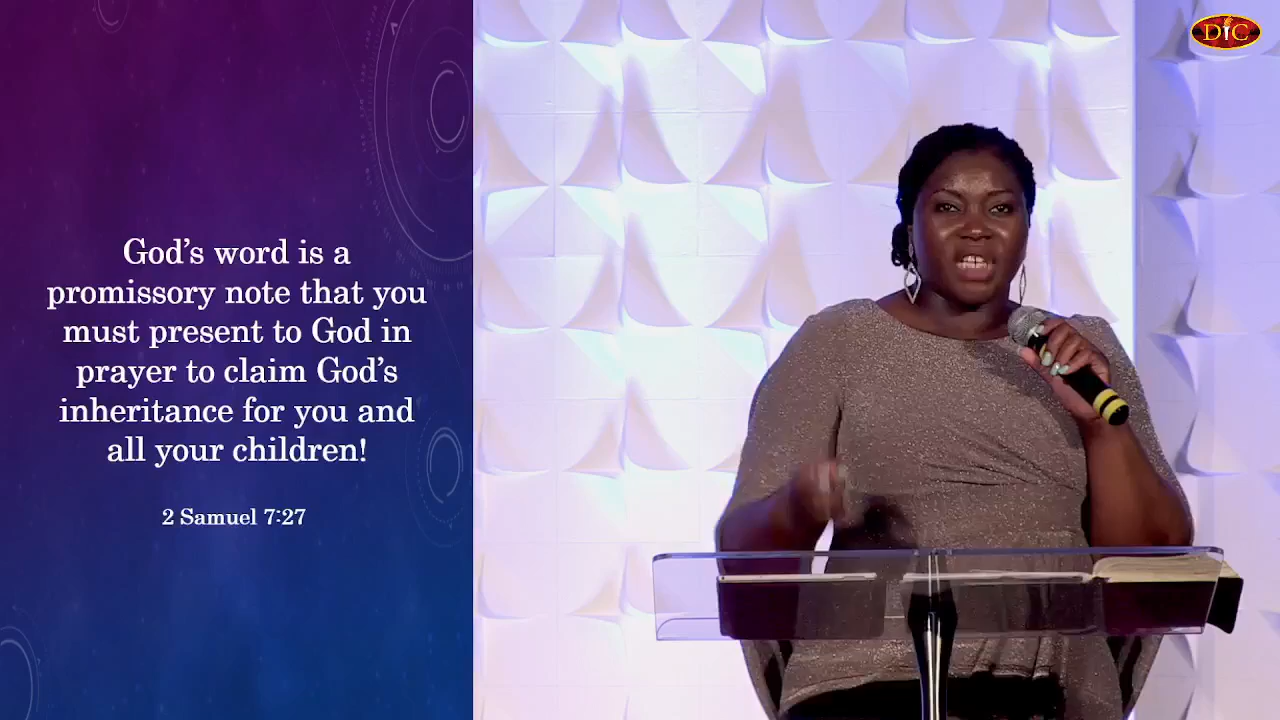 God's word is a
promissory note that you
must present to God in
prayer to claim God's
inheritance for you and
all your children!
2 Samuel 7:27
DIC